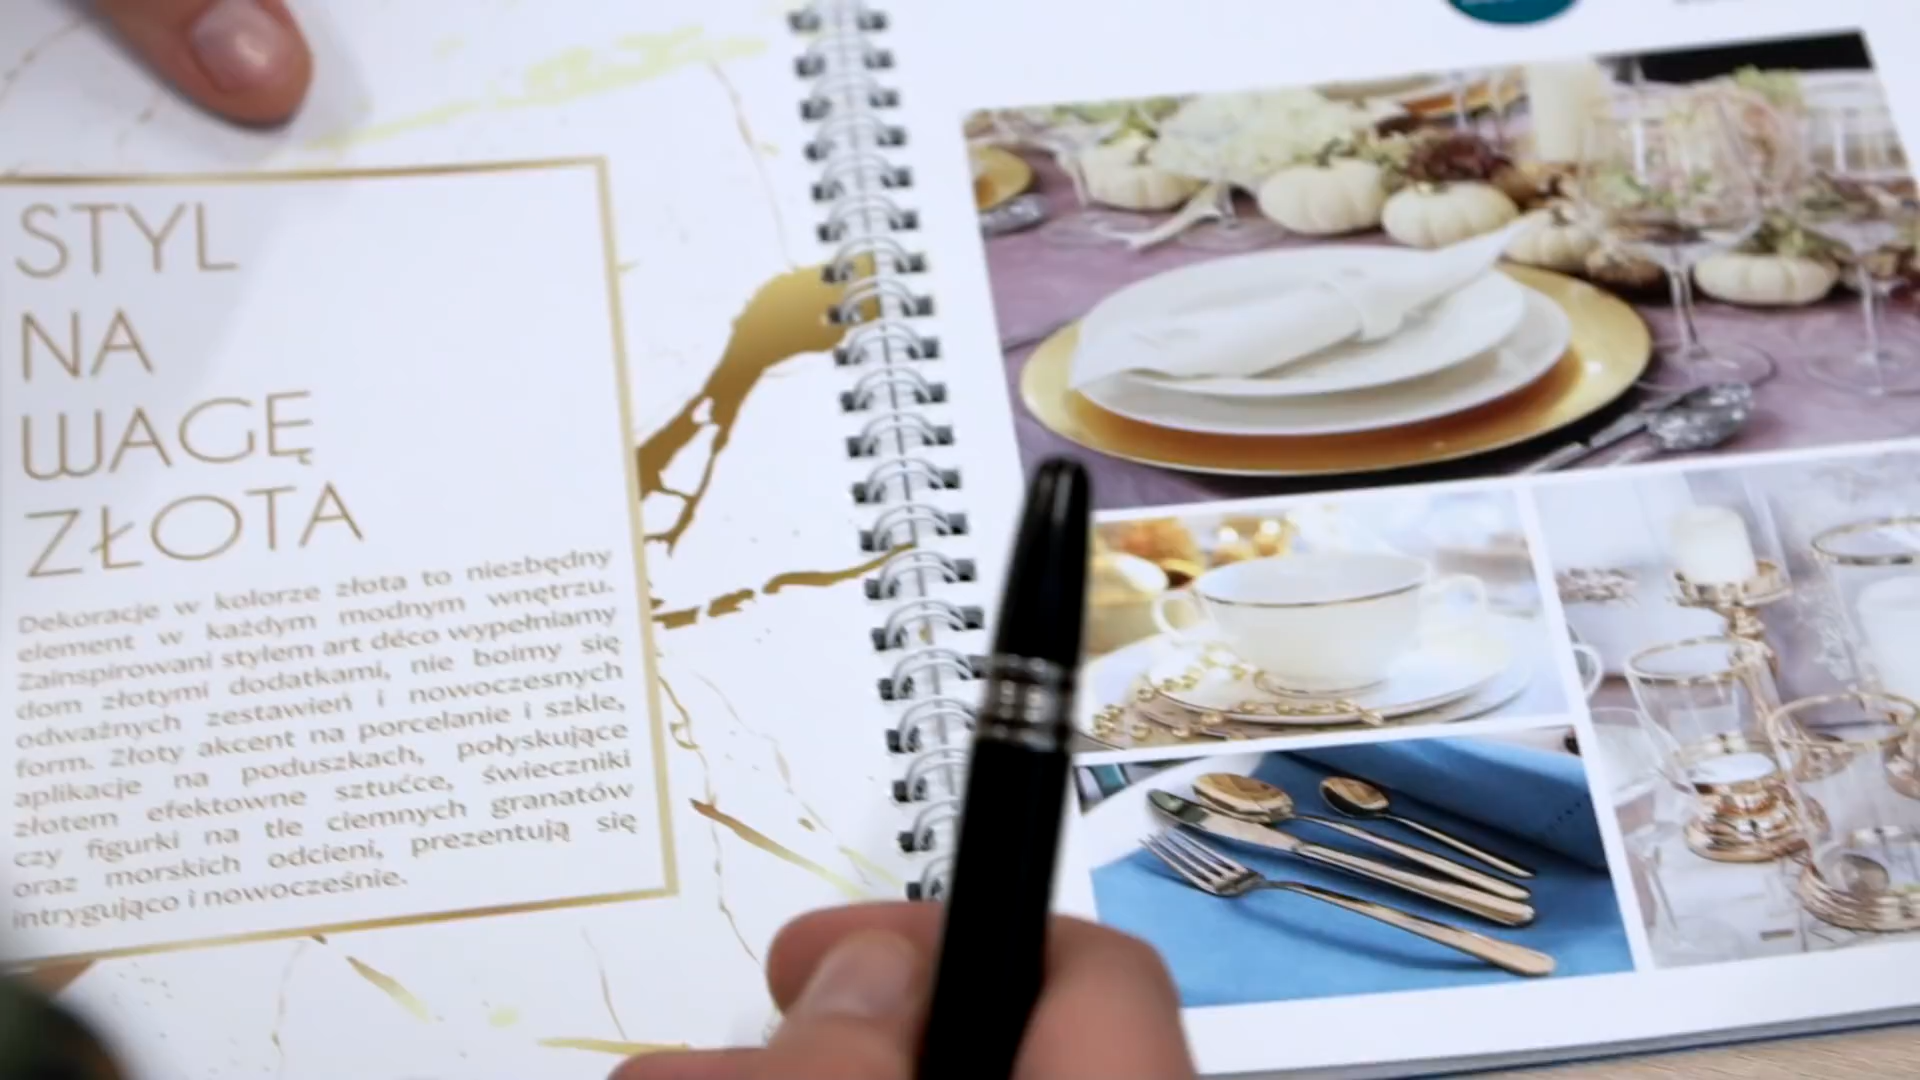 STYL
NA
WAGĘ
ZŁOTA
Dekoracje w kolorze złota to niezbędny
element w każdym modnym wnętrzu.
Zainspirowani stylem art déco wypełniamy
dom złotymi dodatkami, nie boimy się
odważnych zestawień i nowoczesnych
form. Złoty akcent na porcelanie i szkle,
aplikacje na poduszkach, połyskujące
złotem efektowne sztućce, świeczniki
czy figurki na tle ciemnych granatów
oraz morskich odcieni, prezentują się
intrygująco i nowocześnie.